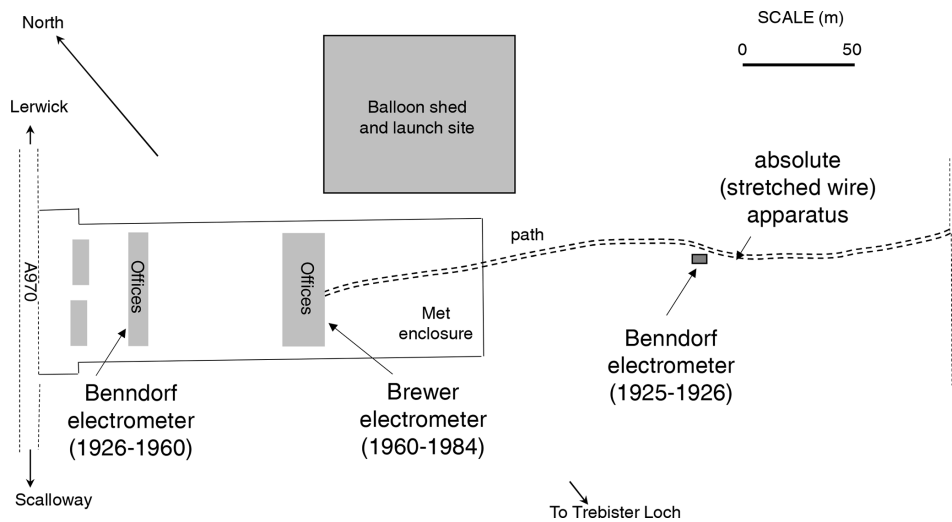 North
SCALE (m)
0 50
Lerwick
Balloon shed
and launch site
absolute
(stretched wire)
apparatus
path
A970
Offices
Offices
Met
enclosure
Benndorf
electrometer
(1925-1926)
Benndorf
electrometer
(1926-1960)
Brewer
electrometer
(1960-1984)
Scalloway
To Trebister Loch